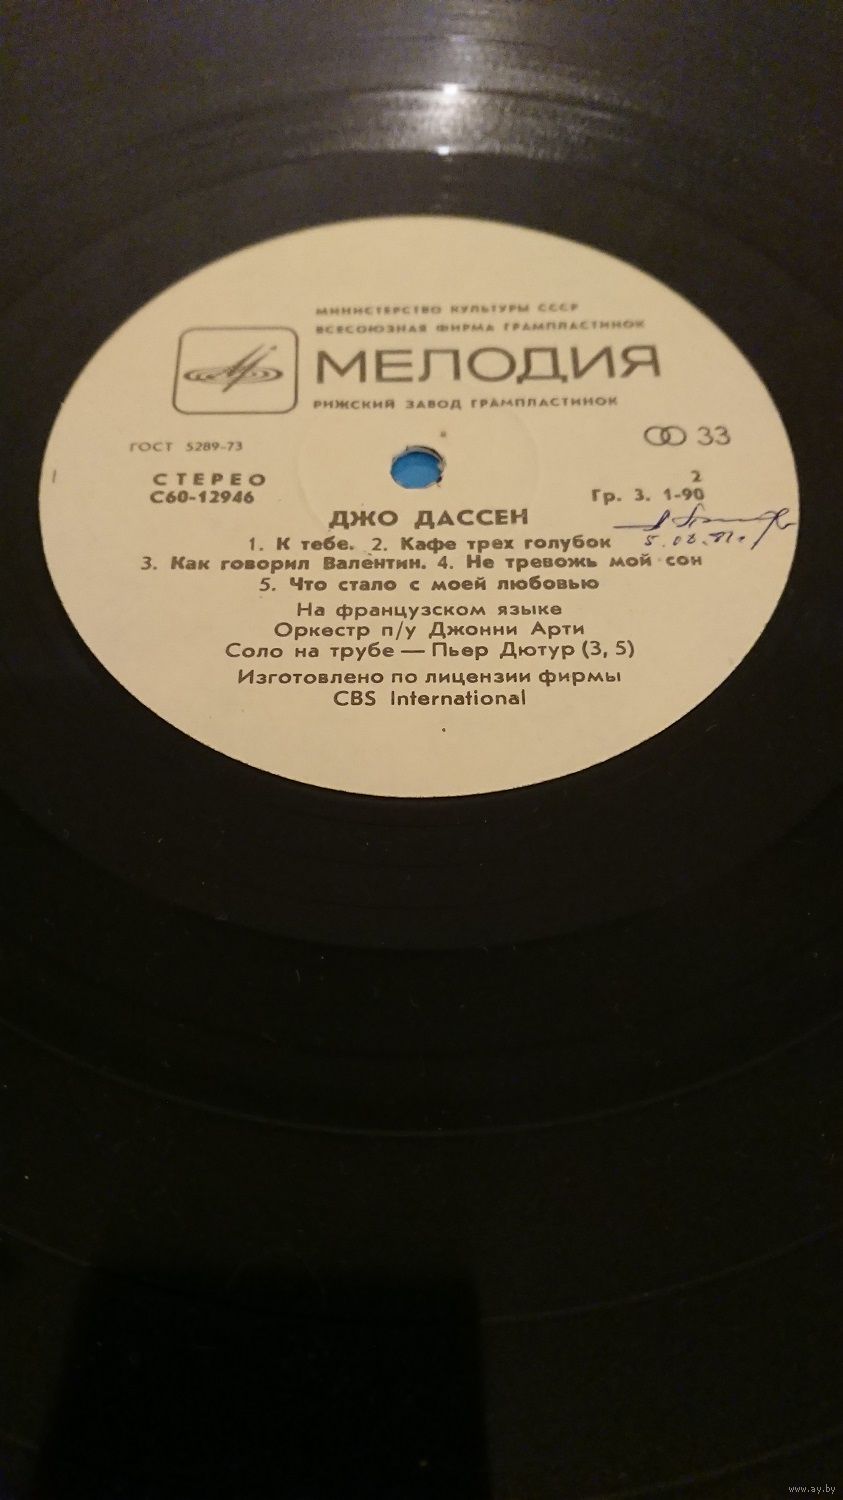 МИНИСТЕРСТВО КУЛЬТУРЫ СССР
ВСЕСОЮЗНАЯ ФИРМА ГРАМПЛАСТИНОК
МЕЛОДИЯ
РИЖСКИЙ ЗАВОД ГРАМПЛАСТИНОК
ГОСТ 5289-73
33
СТЕРЕО
2
С60-12946
Гр. 3. 1-90
ДЖО ДАССЕН
1. К тебе. 2. Кафе трех голубок
3. Как говорил Валентин. 4. Не тревожь мой сон
5. Что стало с моей любовью
На французском языке
Оркестр п/у Джонни Арти
Соло на трубе — Пьер Дютур (3, 5)
Изготовлено по лицензии фирмы
CBS International
www.ay.by